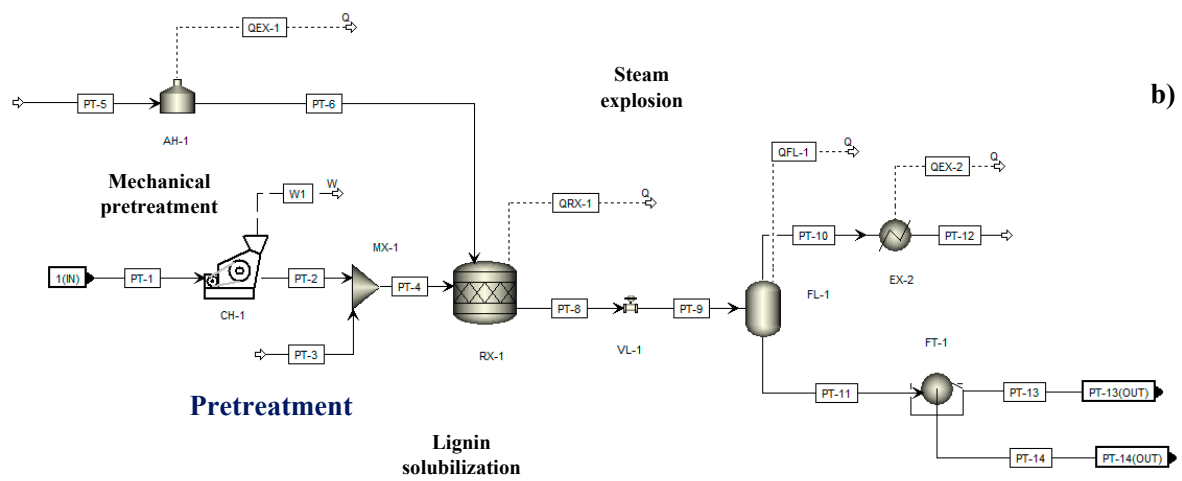 QEX-1
Q
Steam
explosion
b)
PT-5
PT-6
AH-1
QFL-1
Q
QEX-2
Q
Mechanical
pretreatment
W1
W
QRX-1
Q
MX-1
PT-10
PT-12
1(IN)
PT-1
PT-2
PT-4
EX-2
FL-1
CH-1
PT-8
PT-9
PT-3
RX-1
VL-1
FT-1
Pretreatment
PT-11
PT-13
PT-13(OUT)
Lignin
solubilization
PT-14
PT-14(OUT)